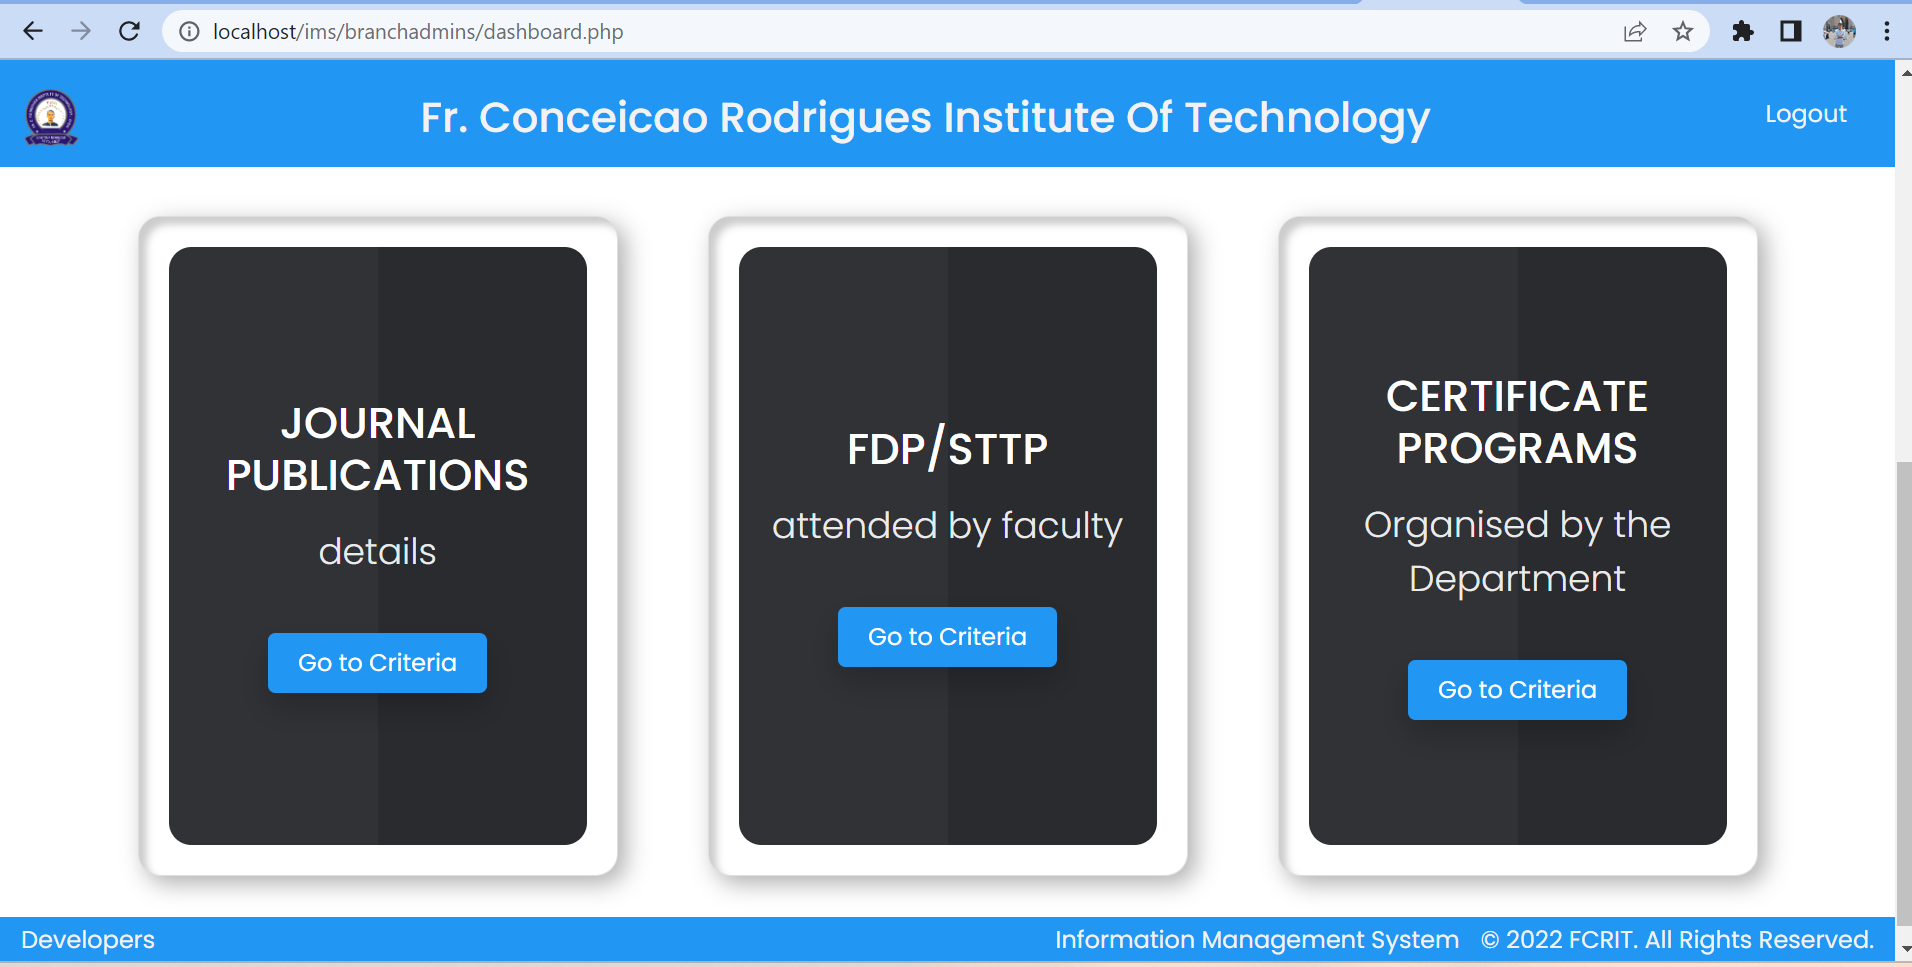 localhost/ims/branchadmins/dashboard.php
Fr. Conceicao Rodrigues Institute Of Technology
Logout
JOURNAL
PUBLICATIONS
details
Go to Criteria
FDP/STTP
attended by faculty
Go to Criteria
CERTIFICATE
PROGRAMS
Organised by the
Department
Go to Criteria
Developers
Information Management System © 2022 FCRIT. All Rights Reserved.